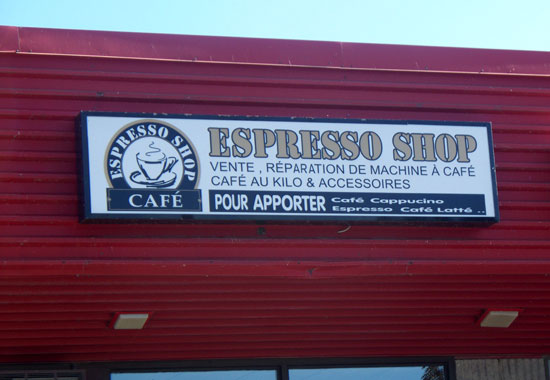 ESPRESSO SHOP
CAFÉ
ESPRESSO SHOP
VENTE , RÉPARATION DE MACHINE À CAFÉ
CAFÉ AU KILO & ACCESSOIRES
POUR APPORTER
Café Cappucino
Espresso Café Latté ..